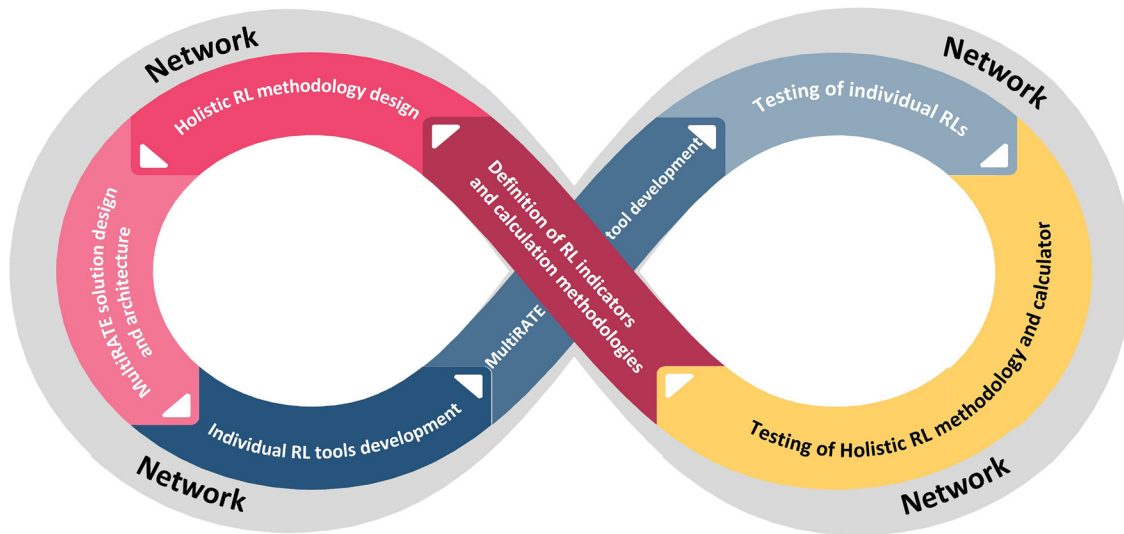 Network
Network
Holistic RL methodology design
Testing of individual RLs
MultiRATE solution design
and architecture
Definition of RL indicators
and calculation methodologies
MultiRATE tool development
Individual RL tools development
Testing of Holistic RL methodology and calculator
Network
Network